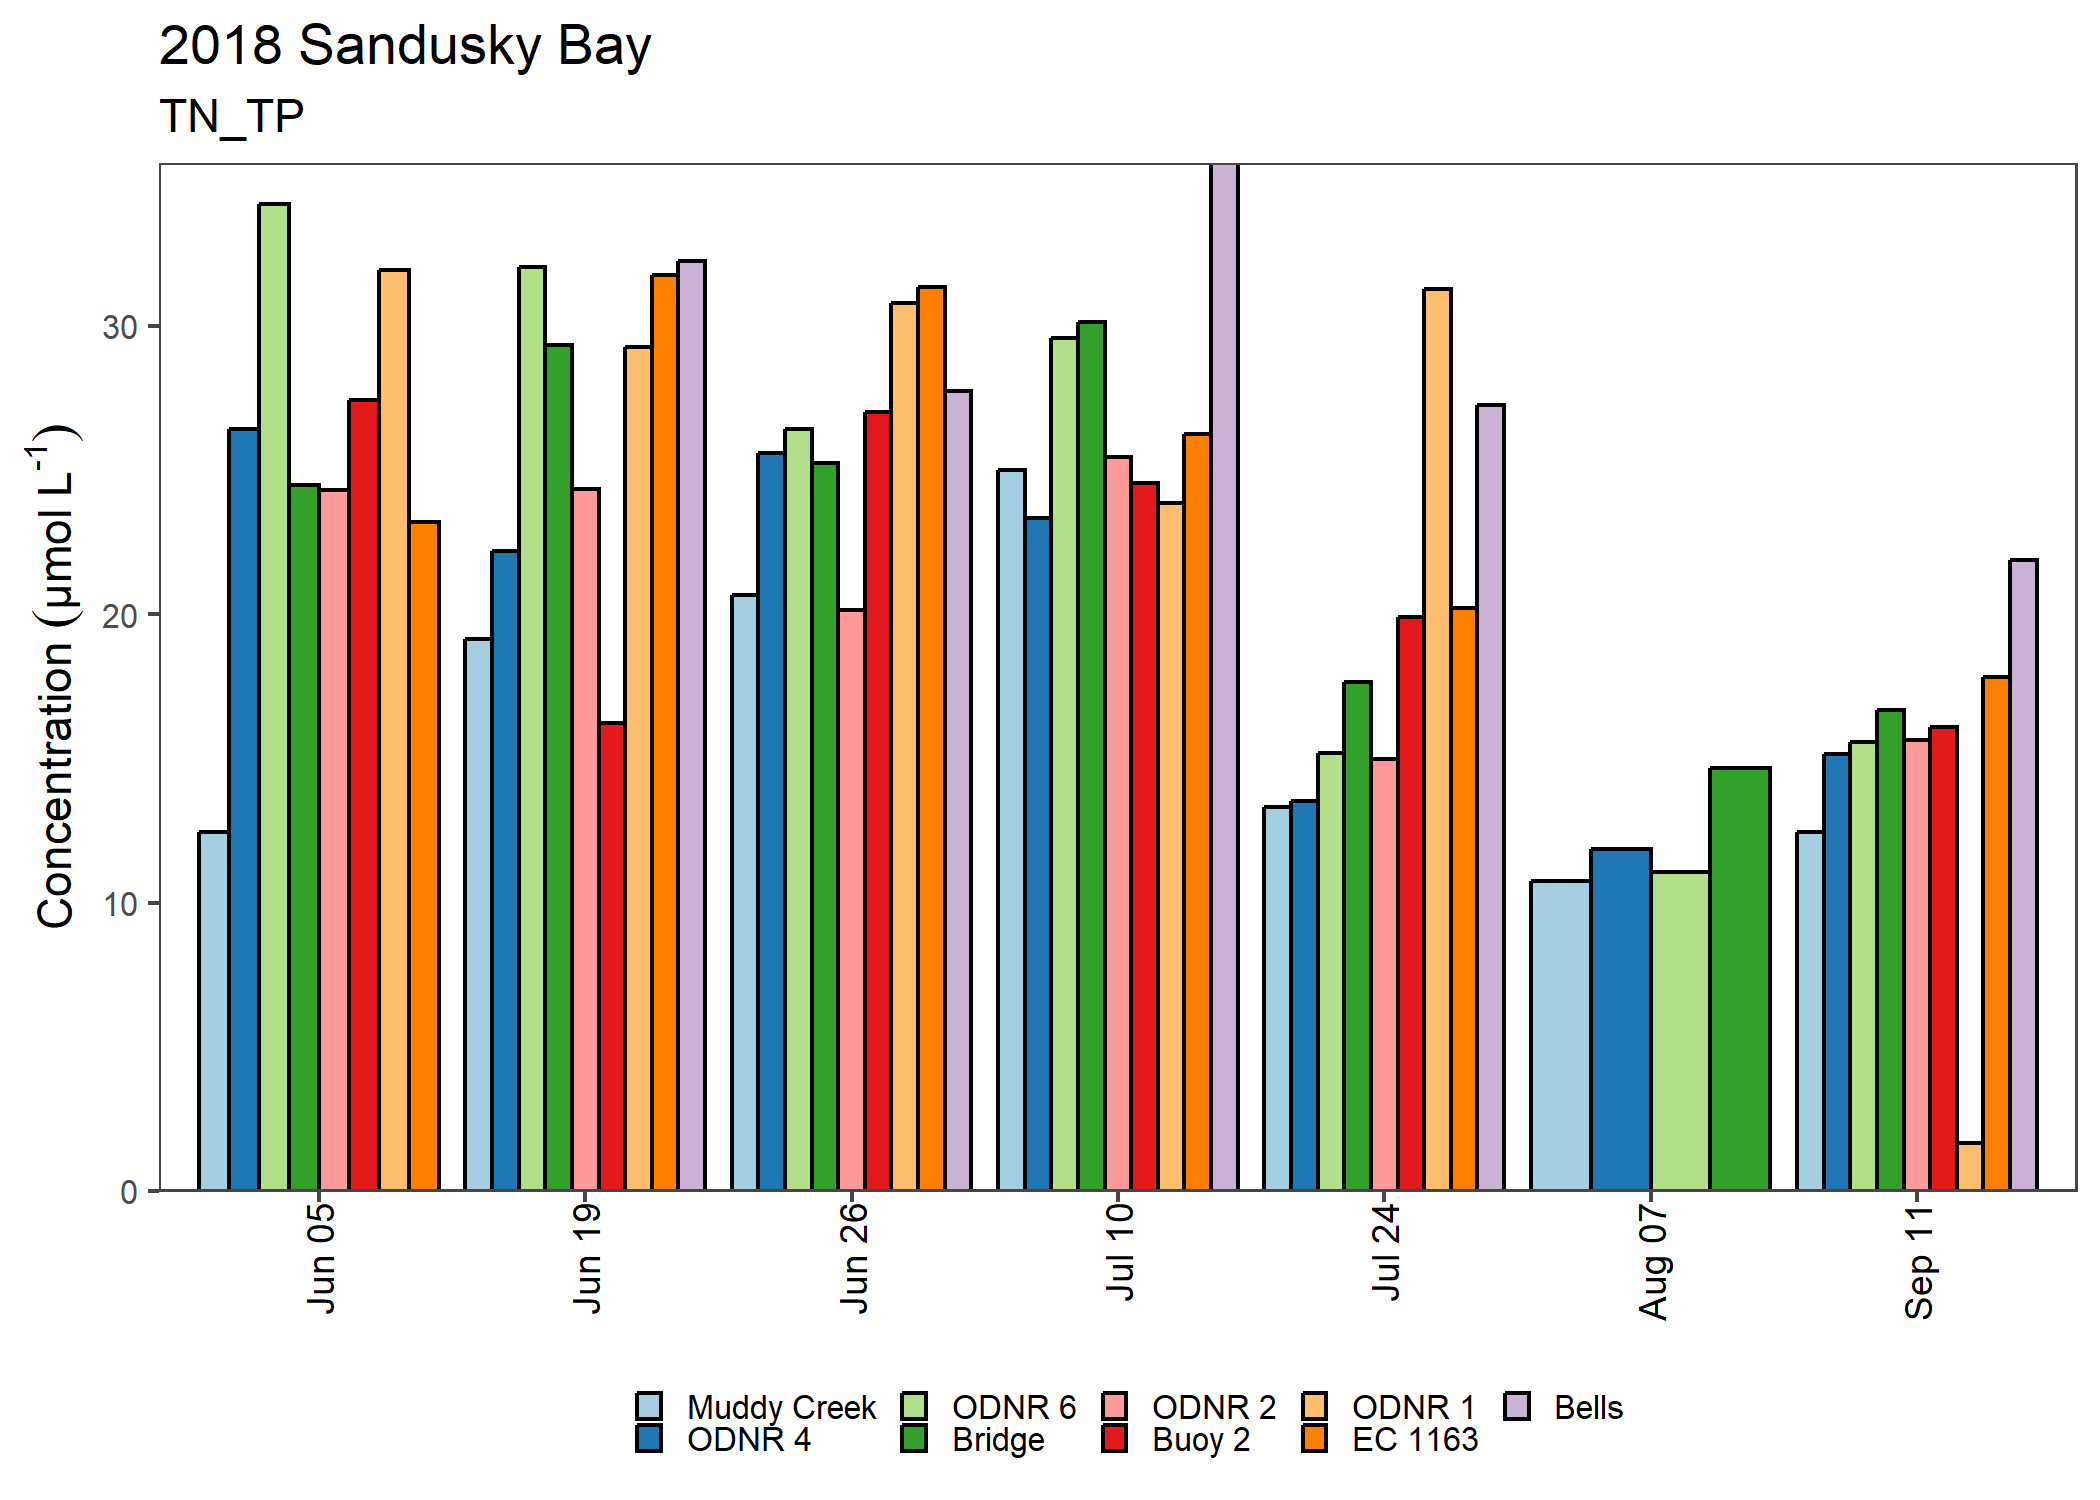 2018 Sandusky Bay
TN_TP
Concentration (μmol L⁻¹)
30
20
10
0
Jun 05
Jun 19
Jun 26
Jul 10
Jul 24
Aug 07
Sep 11
Muddy Creek ODNR 6 ODNR 2 ODNR 1 Bells
ODNR 4 Bridge Buoy 2 EC 1163